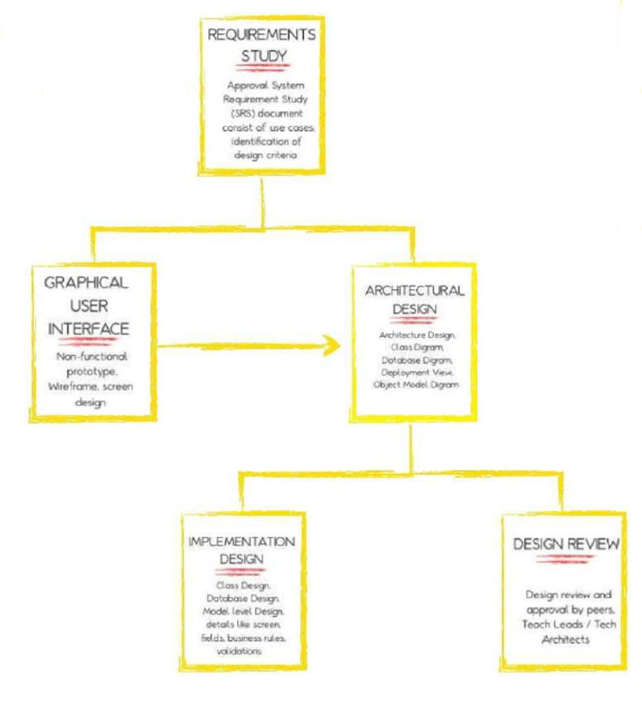 REQUIREMENTS
STUDY
Approval System
Requirement Study
(SRS) document
consist of use cases,
identification of
design criteria
GRAPHICAL
USER
INTERFACE
Non-functional
prototype,
Wireframe, screen
design
ARCHITECTURAL
DESIGN
Architecture Design,
Class Digram,
Database Digram,
Deployment View,
Object Model Digram
IMPLEMENTATION
DESIGN
Class Design,
Database Design,
Model level Design,
details like screen,
fields, business rules,
validations
DESIGN REVIEW
Design review and
approval by peers,
Teach Leads / Tech
Architects